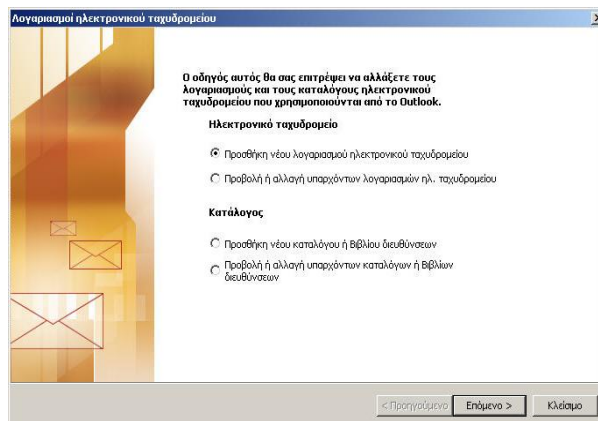 Λογαριασμοί ηλεκτρονικού ταχυδρομείου
Ο οδηγός αυτός θα σας επιτρέψει να αλλάξετε τους
λογαριασμούς και τους καταλόγους ηλεκτρονικού
ταχυδρομείου που χρησιμοποιούνται από το Outlook.
Ηλεκτρονικό ταχυδρομείο
Προσθήκη νέου λογαριασμού ηλεκτρονικού ταχυδρομείου
Προβολή ή αλλαγή υπαρχόντων λογαριασμών ηλ. ταχυδρομείου
Κατάλογος
Προσθήκη νέου καταλόγου ή Βιβλίου διευθύνσεων
Προβολή ή αλλαγή υπαρχόντων καταλόγων ή Βιβλίων
διευθύνσεων
< Προηγούμενο Επόμενο > Κλείσιμο